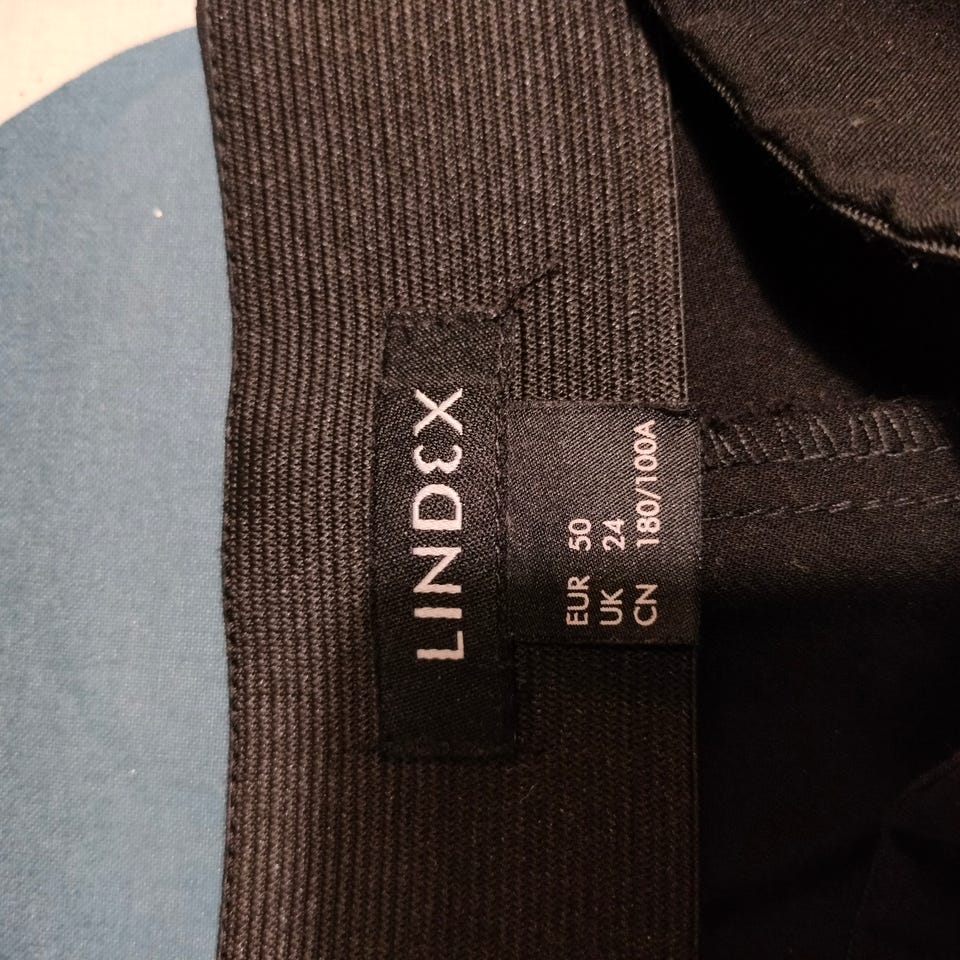 LINDEX
EUR 50
UK 24
CN 180/100A